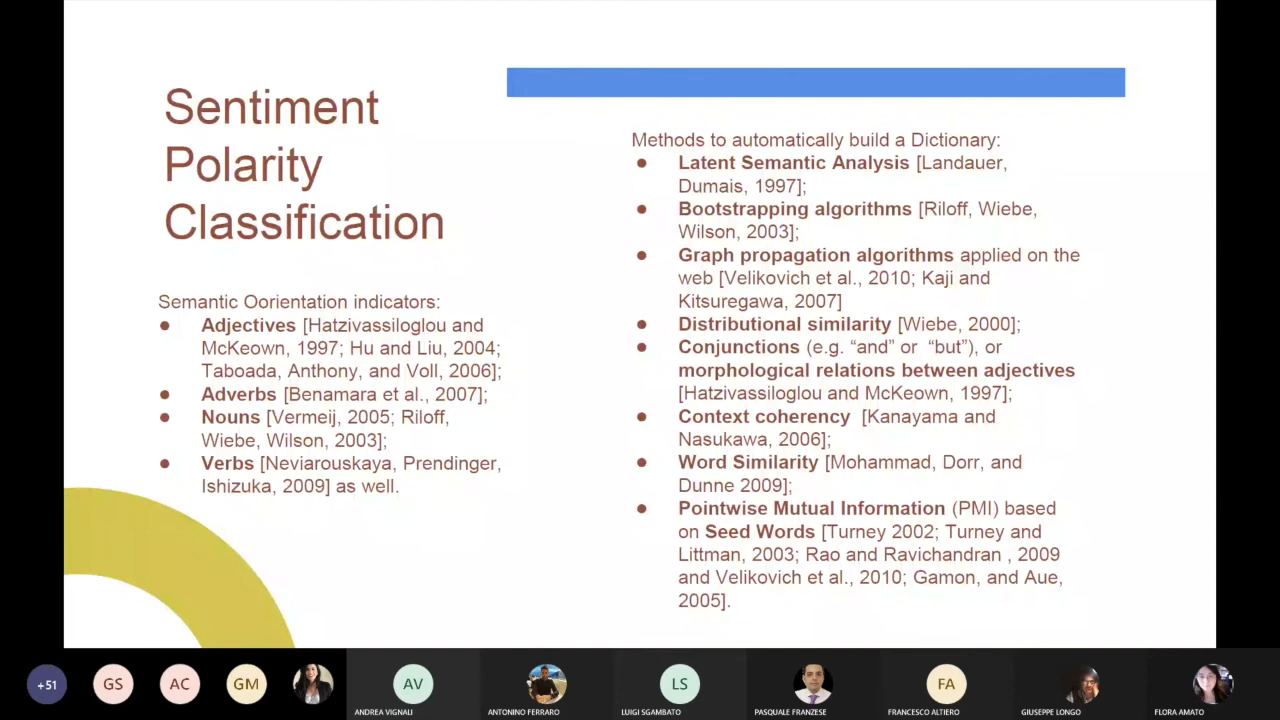 Sentiment
Polarity
Classification
Semantic Oorientation indicators:
● Adjectives [Hatzivassiloglou and
McKeown, 1997; Hu and Liu, 2004;
Taboada, Anthony, and Voll, 2006];
● Adverbs [Benamara et al., 2007];
● Nouns [Vermeij, 2005; Riloff,
Wiebe, Wilson, 2003];
● Verbs [Neviarouskaya, Prendinger,
Ishizuka, 2009] as well.
Methods to automatically build a Dictionary:
● Latent Semantic Analysis [Landauer,
Dumais, 1997];
● Bootstrapping algorithms [Riloff, Wiebe,
Wilson, 2003];
● Graph propagation algorithms applied on the
web [Velikovich et al., 2010; Kaji and
Kitsuregawa, 2007]
● Distributional similarity [Wiebe, 2000];
● Conjunctions (e.g. “and” or “but”), or
morphological relations between adjectives
[Hatzivassiloglou and McKeown, 1997];
● Context coherency [Kanayama and
Nasukawa, 2006];
● Word Similarity [Mohammad, Dorr, and
Dunne 2009];
● Pointwise Mutual Information (PMI) based
on Seed Words [Turney 2002; Turney and
Littman, 2003; Rao and Ravichandran , 2009
and Velikovich et al., 2010; Gamon, and Aue,
2005].
+51
GS
AC
GM
AV
LS
FA
ANDREA VIGNALI
ANTONINO FERRARO
LUIGI SGAMBATO
PASQUALE FRANZESE
FRANCESCO ALTIERO
GIUSEPPE LONGO
FLORA AMATO